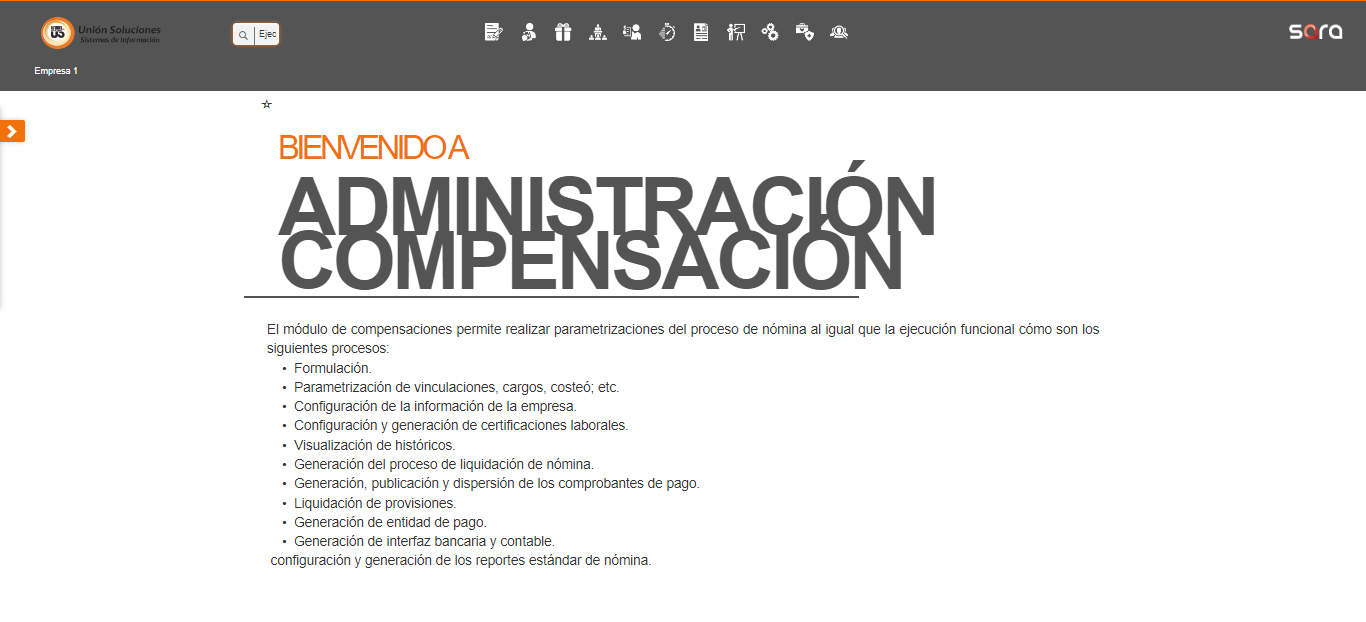 Unión Soluciones
Sistemas de Información
Ejec
sora
Empresa 1
BIENVENIDO A
ADMINISTRACIÓN
COMPENSACIÓN
El módulo de compensaciones permite realizar parametrizaciones del proceso de nómina al igual que la ejecución funcional cómo son los
siguientes procesos:
• Formulación.
• Parametrización de vinculaciones, cargos, costeó; etc.
• Configuración de la información de la empresa.
• Configuración y generación de certificaciones laborales.
• Visualización de históricos.
• Generación del proceso de liquidación de nómina.
• Generación, publicación y dispersión de los comprobantes de pago.
• Liquidación de provisiones.
• Generación de entidad de pago.
• Generación de interfaz bancaria y contable.
configuración y generación de los reportes estándar de nómina.